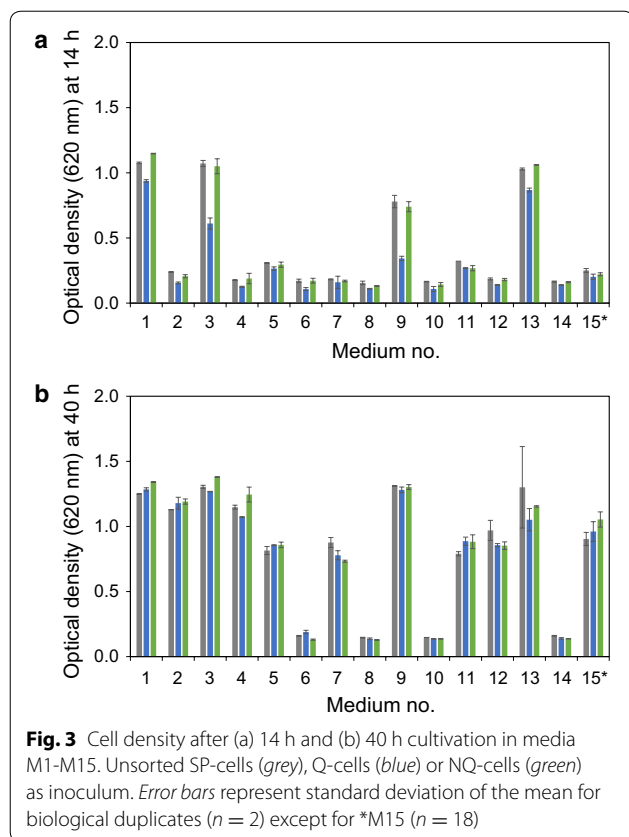 a
Optical density (620 nm) at 14 h
2.0
1.5
1.0
0.5
0.0
1 2 3 4 5 6 7 8 9 10 11 12 13 14 15*
Medium no.
b
Optical density (620 nm) at 40 h
2.0
1.5
1.0
0.5
0.0
1 2 3 4 5 6 7 8 9 10 11 12 13 14 15*
Medium no.
Fig. 3 Cell density after (a) 14 h and (b) 40 h cultivation in media
M1-M15. Unsorted SP-cells (grey), Q-cells (blue) or NQ-cells (green)
as inoculum. Error bars represent standard deviation of the mean for
biological duplicates (n = 2) except for *M15 (n = 18)